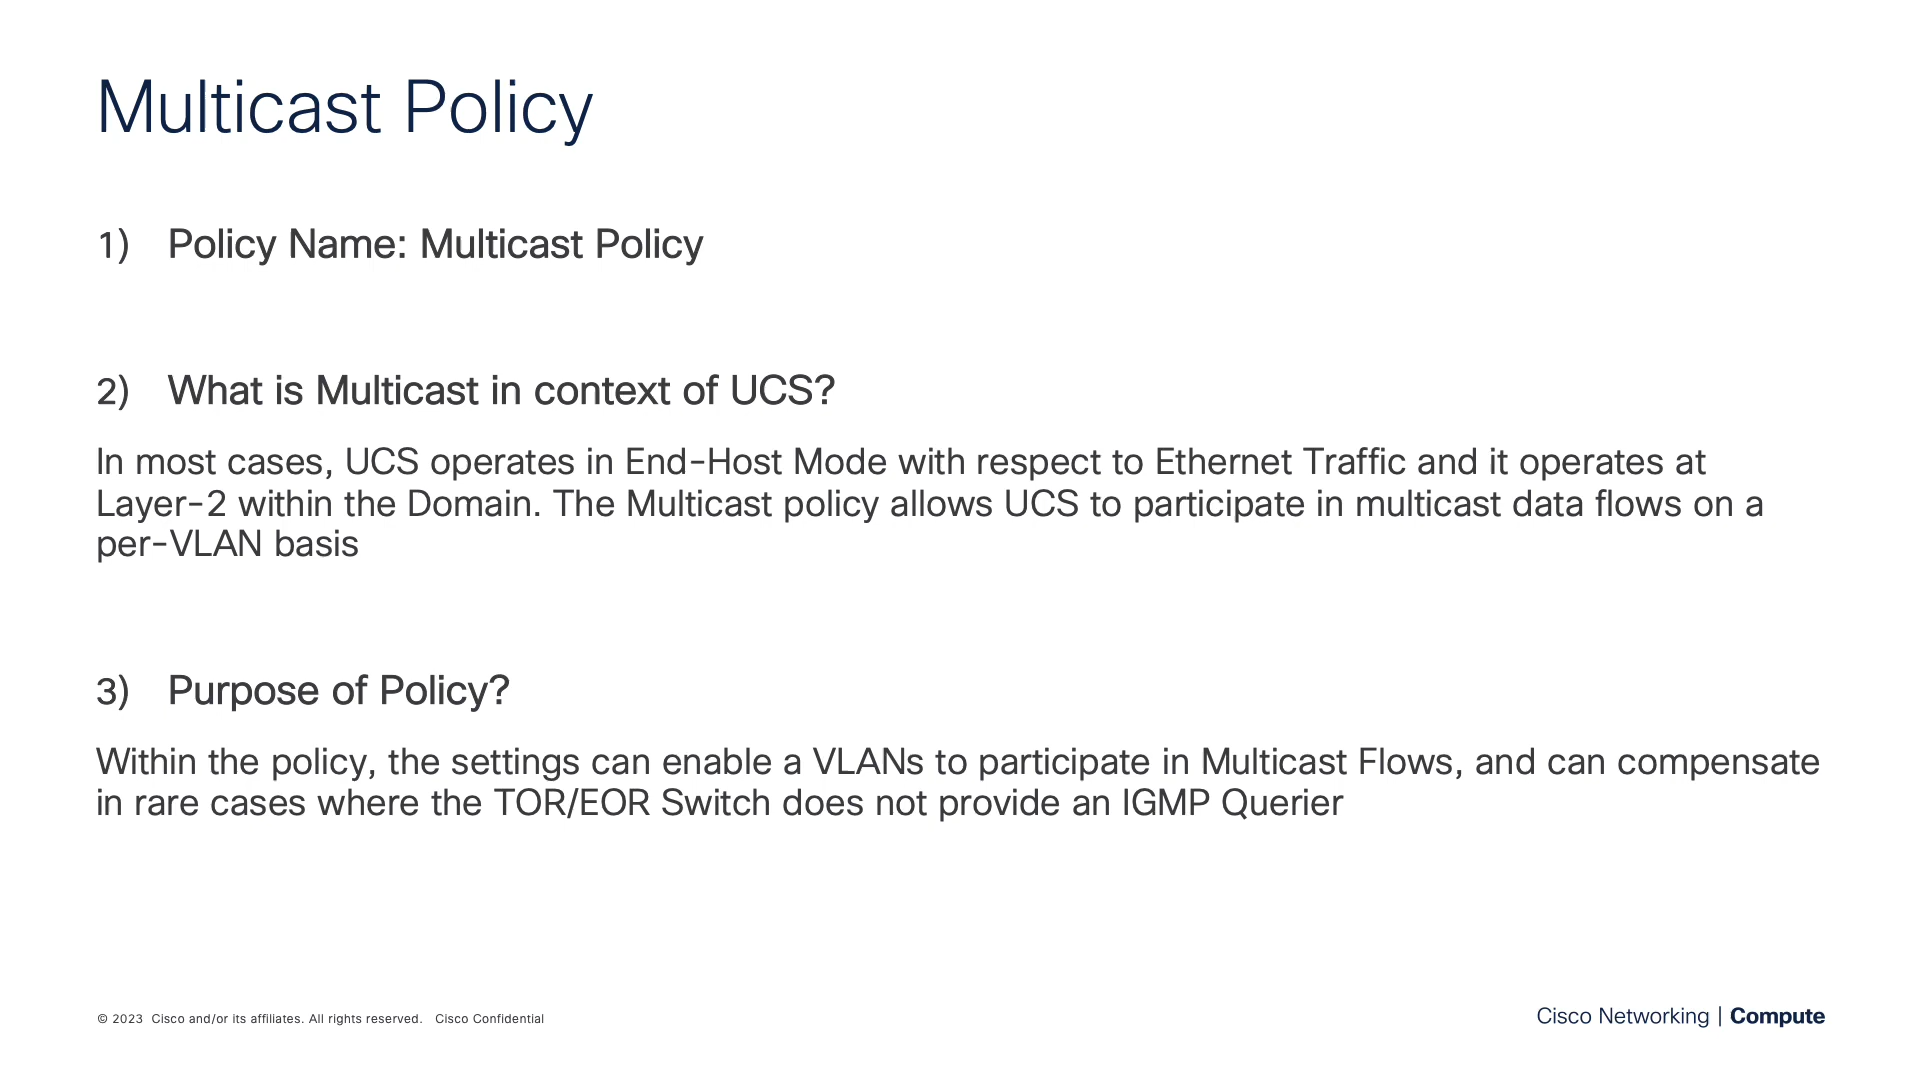 Multicast Policy
1) Policy Name: Multicast Policy
2) What is Multicast in context of UCS?
In most cases, UCS operates in End-Host Mode with respect to Ethernet Traffic and it operates at
Layer-2 within the Domain. The Multicast policy allows UCS to participate in multicast data flows on a
per-VLAN basis
3) Purpose of Policy?
Within the policy, the settings can enable a VLANs to participate in Multicast Flows, and can compensate
in rare cases where the TOR/EOR Switch does not provide an IGMP Querier
© 2023 Cisco and/or its affiliates. All rights reserved. Cisco Confidential
Cisco Networking | Compute